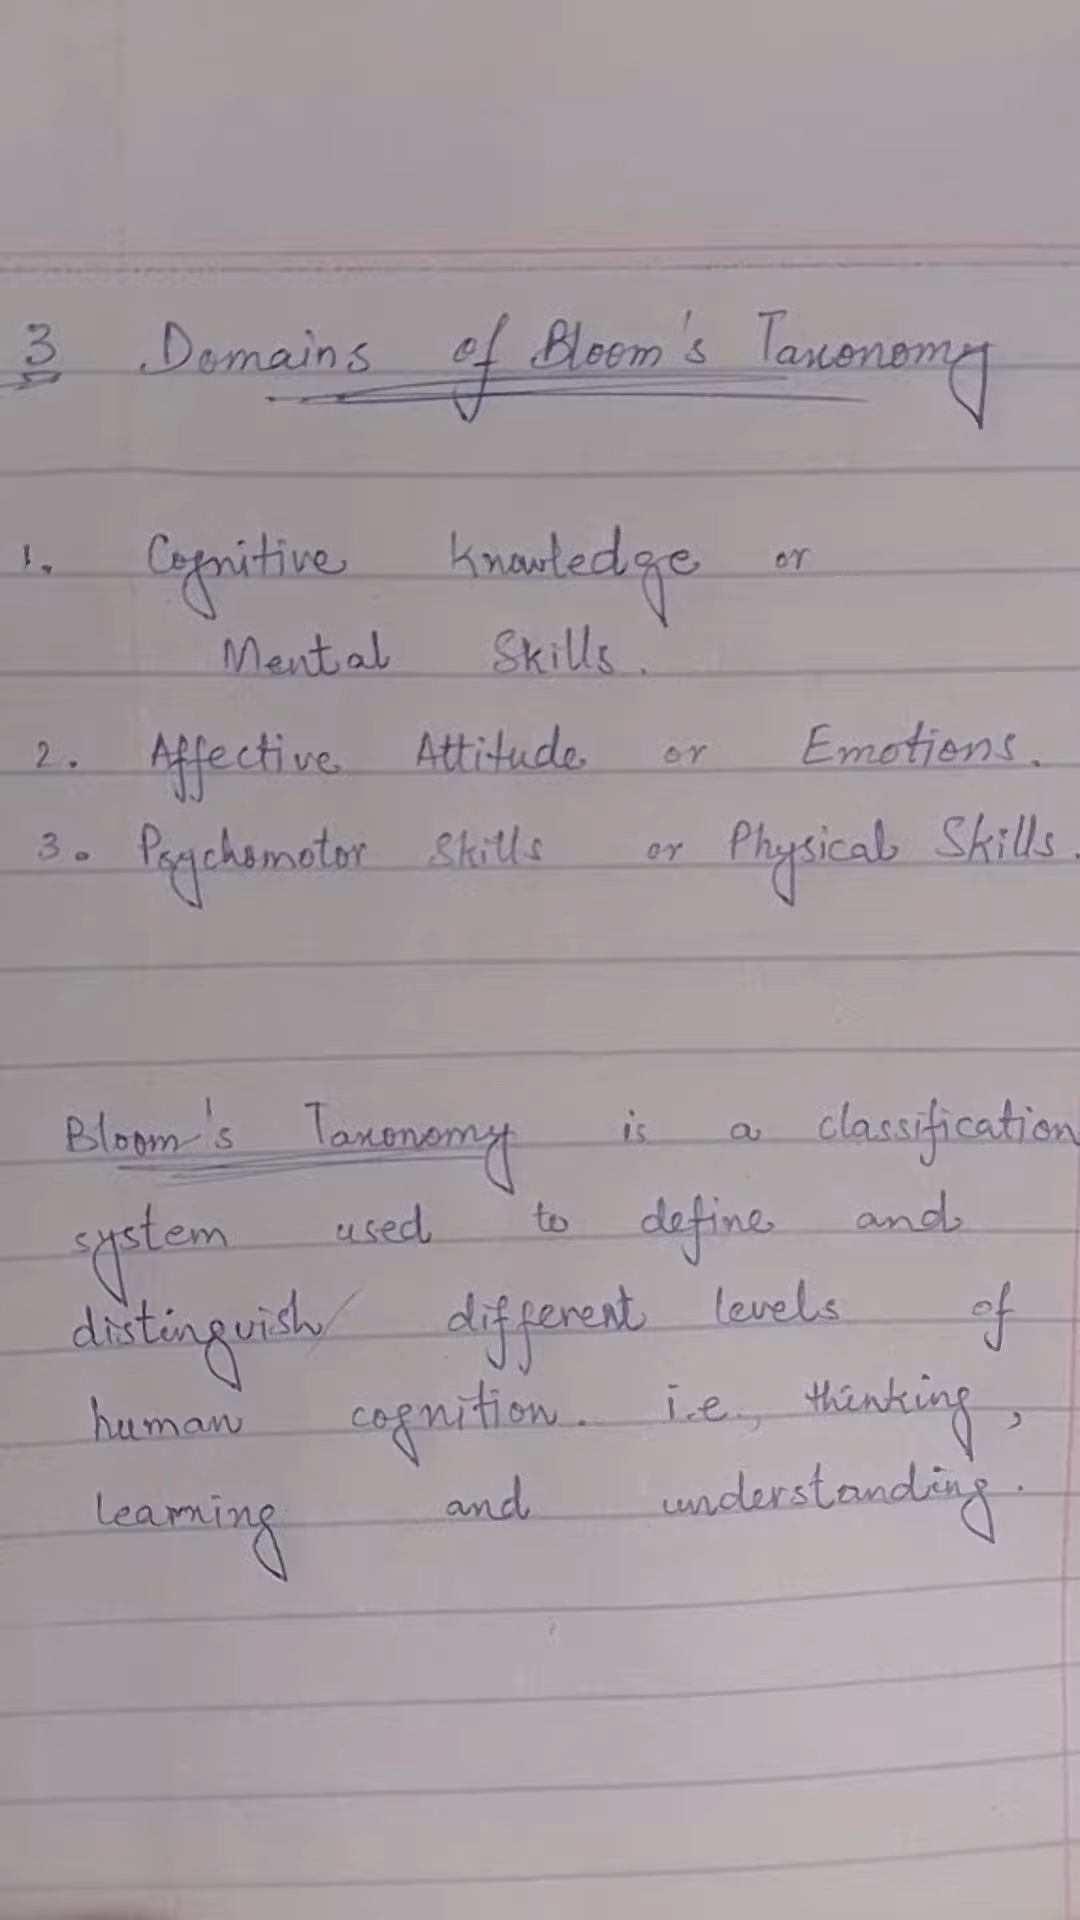 3 Domains of Bloom's Taxonomy
1. Cognitive Knowledge or
Mental Skills.
2. Affective Attitude or Emotions.
3. Psychomotor Skills or Physical Skills.
Bloom's Taxonomy is a classification
system used to define and
distinguish different levels of
human cognition. i.e., thinking,
learning and understanding.